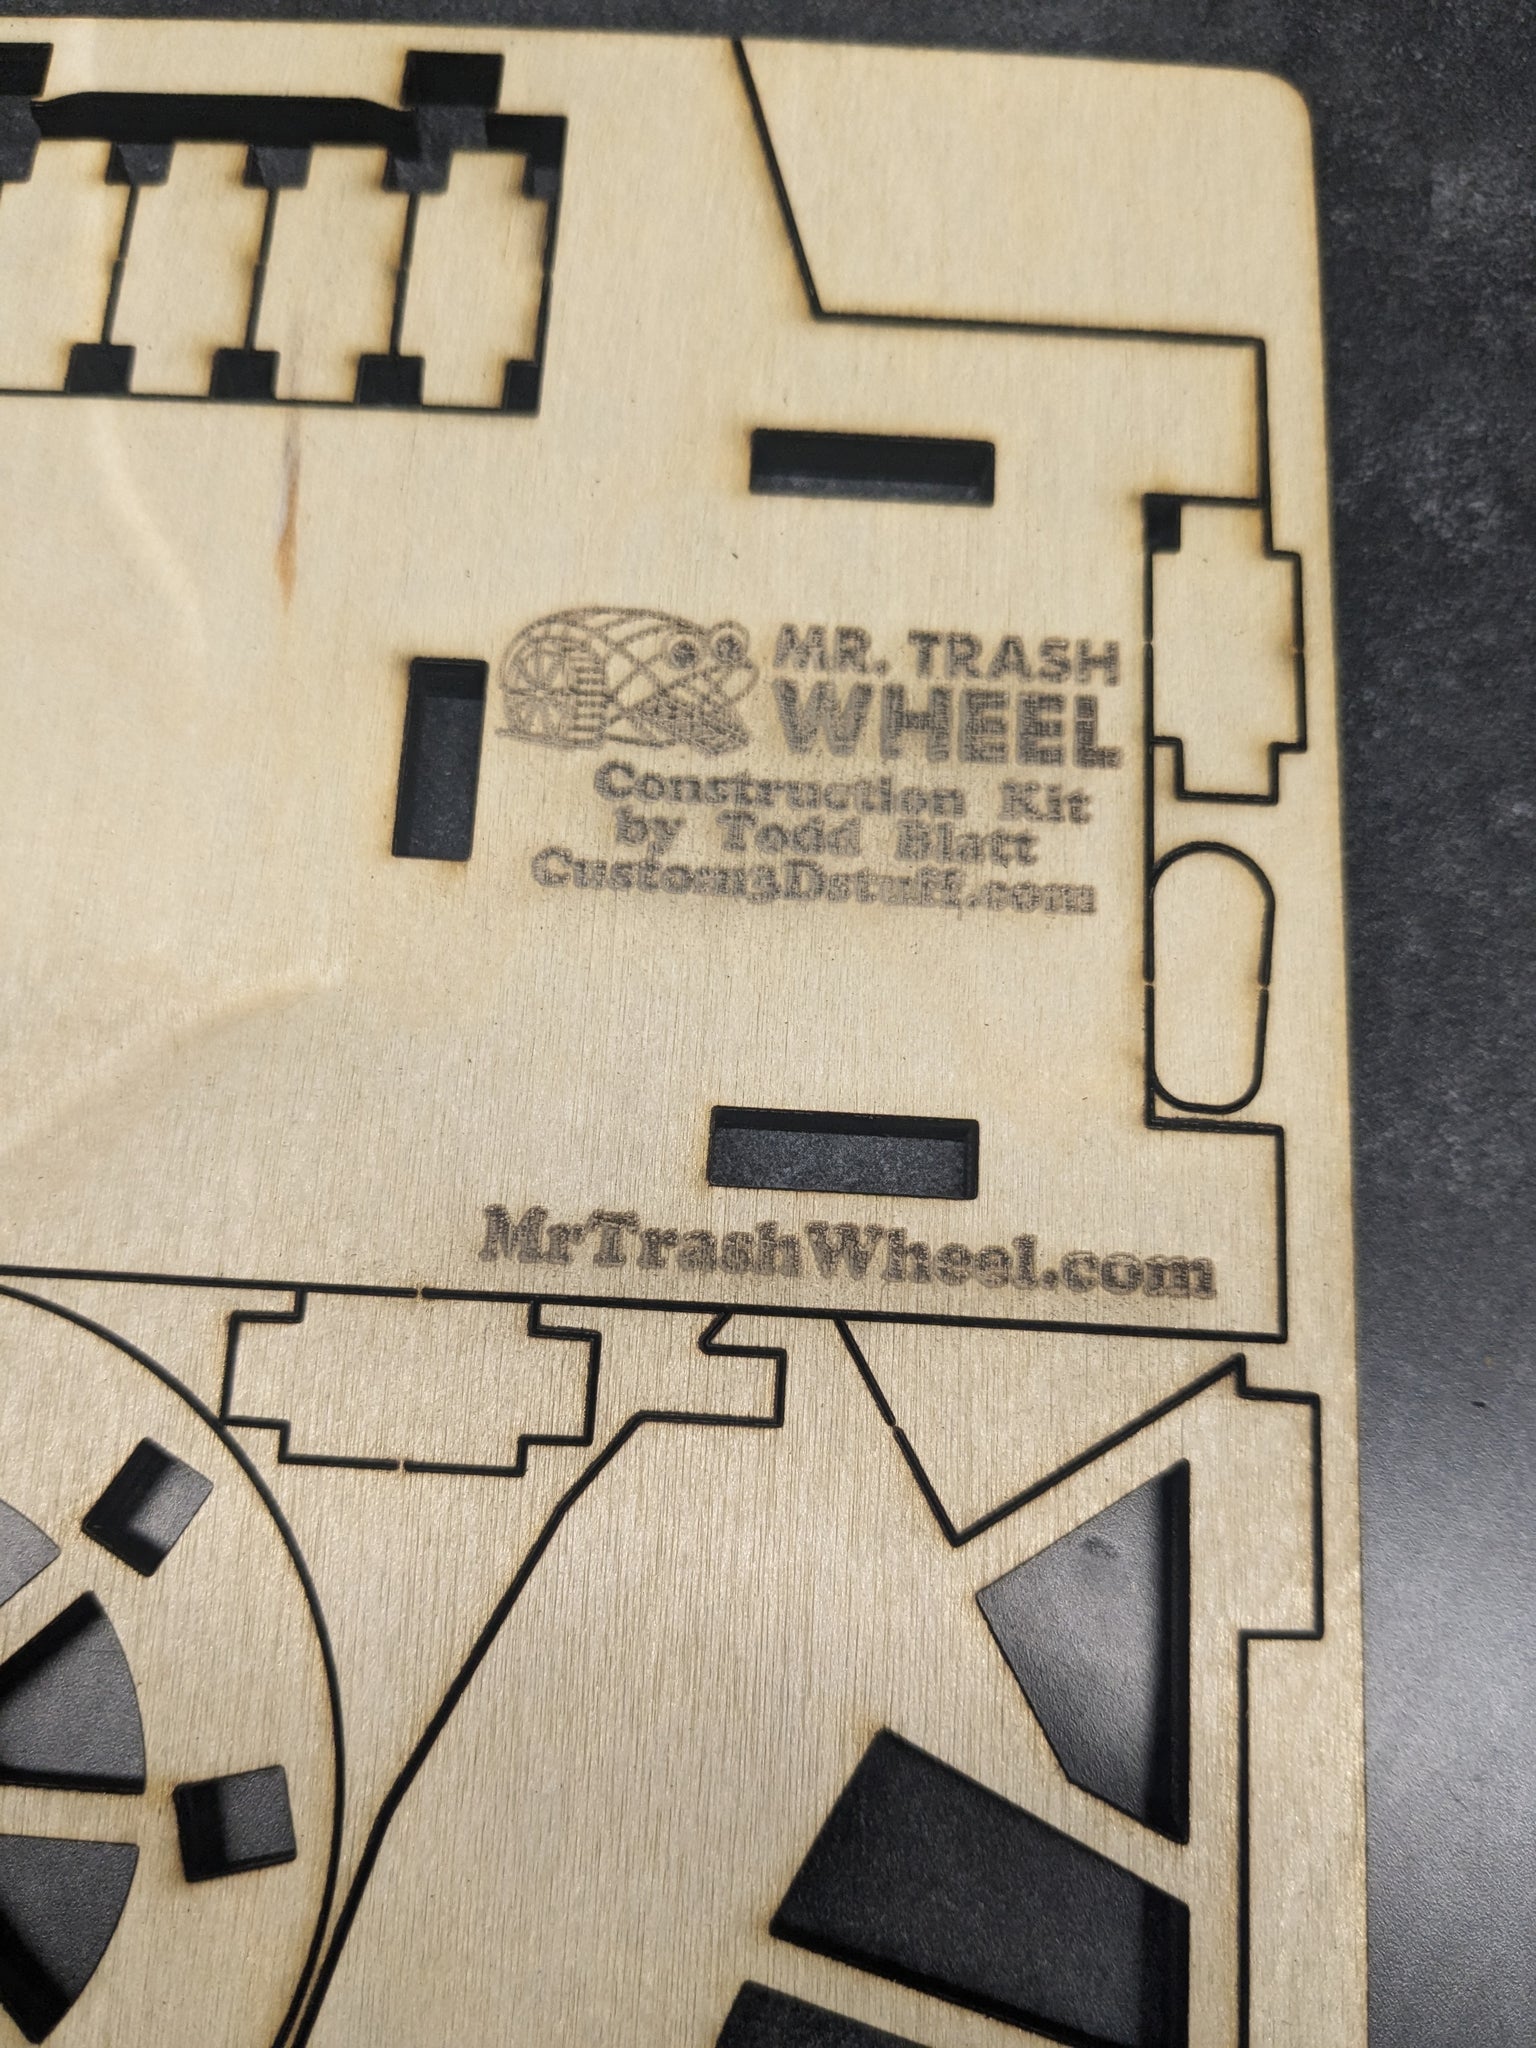 MR. TRASH
WHEEL
Construction Kit
by Todd Blatt
Custom3Dstuff.com
MrTrashWheel.com